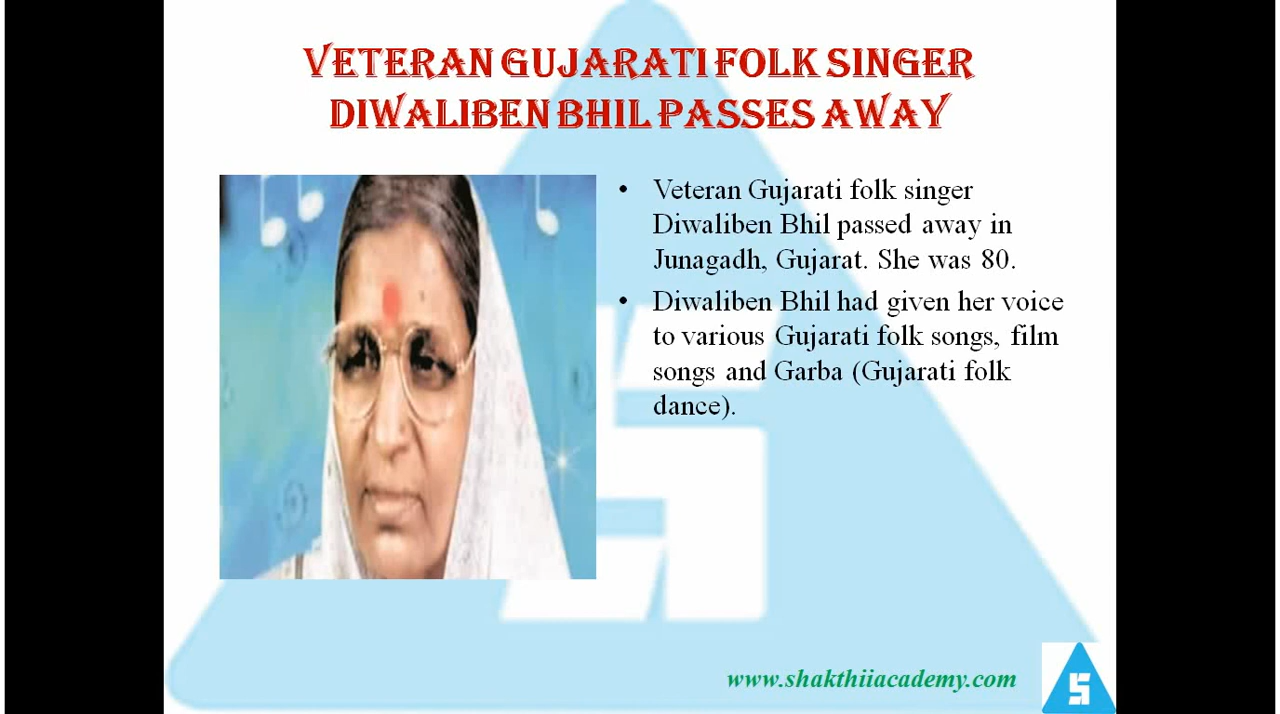 VETERAN GUJARATI FOLK SINGER
DIWALIBEN BHIL PASSES AWAY
• Veteran Gujarati folk singer
Diwaliben Bhil passed away in
Junagadh, Gujarat. She was 80.
• Diwaliben Bhil had given her voice
to various Gujarati folk songs, film
songs and Garba (Gujarati folk
dance).
www.shakthiiacademy.com